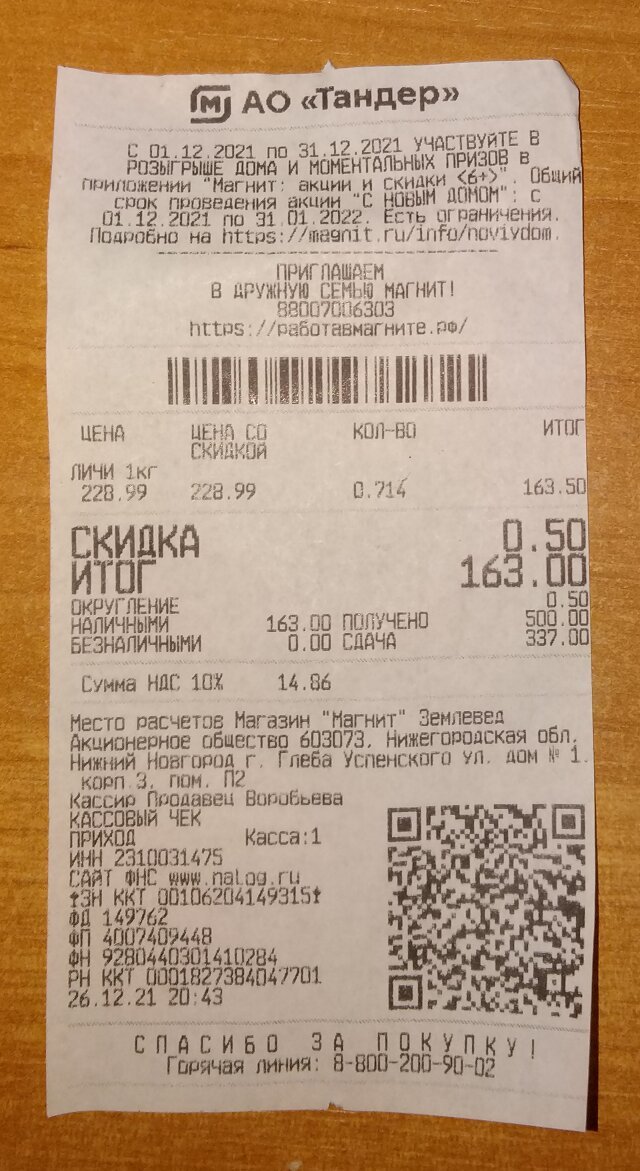 М АО «Тандер»
С 01.12.2021 по 31.12.2021 УЧАСТВУЙТЕ В
РОЗЫГРЫШЕ ДОМА И МОМЕНТАЛЬНЫХ ПРИЗОВ в
приложении "Магнит: акции и скидки <6+>". Общий
срок проведения акции "С НОВЫМ ДОМОМ": с
01.12.2021 по 31.01.2022. Есть ограничения.
Подробно на https://magnit.ru/info/noviydom.
ПРИГЛАШАЕМ
В ДРУЖНУЮ СЕМЬЮ МАГНИТ!
88007006303
https://работавмагните.рф/
ЦЕНА ЦЕНА СО СКИДКОЙ КОЛ-ВО ИТОГ
ЛИЧИ 1кг
228.99 228.99 0.714 163.50
СКИДКА 0.50
ИТОГ 163.00
ОКРУГЛЕНИЕ 0.50
НАЛИЧНЫМИ 163.00 ПОЛУЧЕНО 500.00
БЕЗНАЛИЧНЫМИ 0.00 СДАЧА 337.00
Сумма НДС 10% 14.86
Место расчетов Магазин "Магнит" Землевед
Акционерное общество 603073, Нижегородская обл.
Нижний Новгород г, Глеба Успенского ул, дом № 1,
корп.3, пом. П2
Кассир Продавец Воробьева
КАССОВЫЙ ЧЕК
ПРИХОД Касса:1
ИНН 2310031475
САЙТ ФНС www.nalog.ru
☨ЗН ККТ 00106204149315☨
ФД 149762
ФП 4007409448
ФН 9280440301410284
РН ККТ 0001827384047701
26.12.21 20:43
СПАСИБО ЗА ПОКУПКУ!
Горячая линия: 8-800-200-90-02